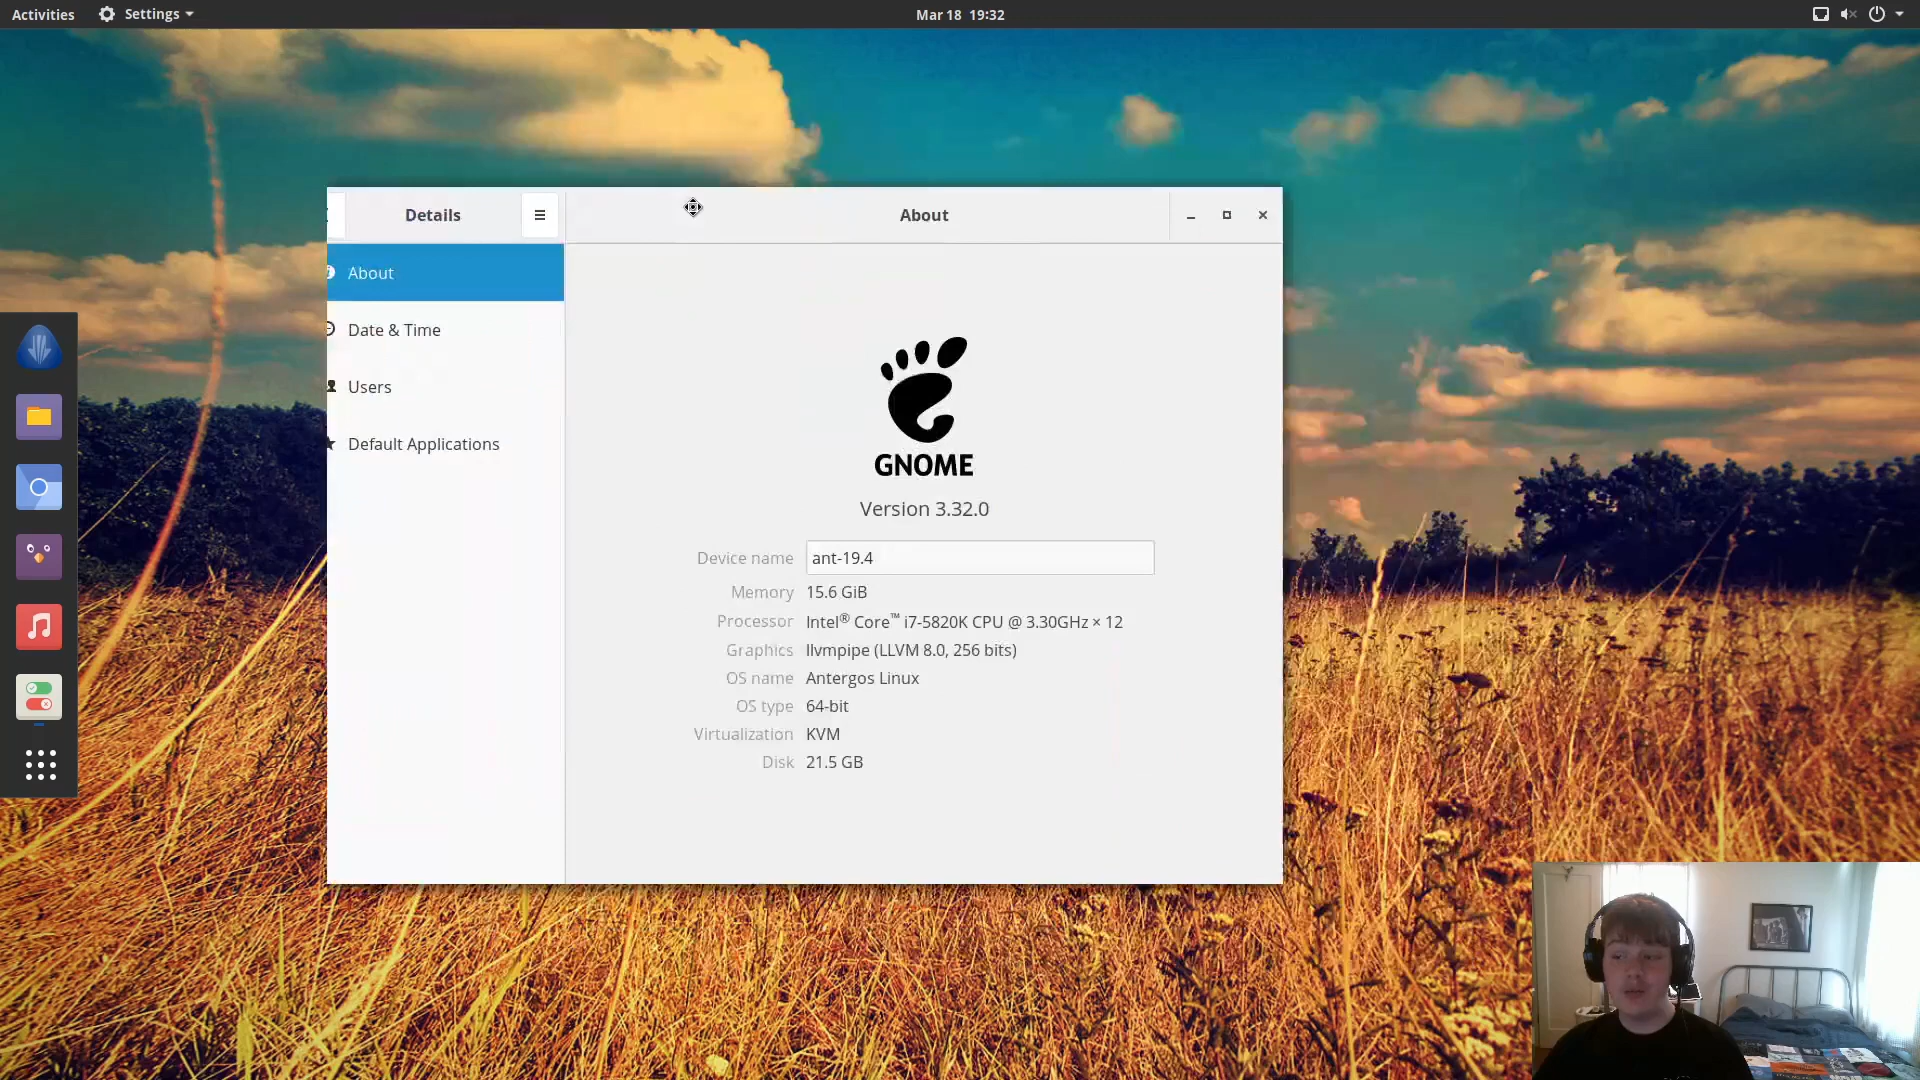 Activities
Settings
Mar 18 19:32
Details
About
About
Date & Time
Users
Default Applications
GNOME
Version 3.32.0
Device name ant-19.4
Memory 15.6 GiB
Processor Intel® Core™ i7-5820K CPU @ 3.30GHz × 12
Graphics llvmpipe (LLVM 8.0, 256 bits)
OS name Antergos Linux
OS type 64-bit
Virtualization KVM
Disk 21.5 GB